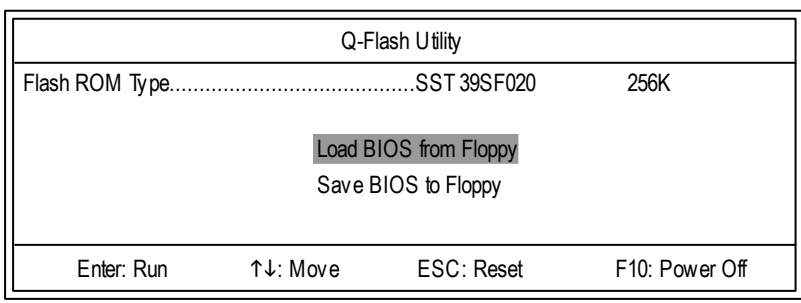 Q-Flash Utility
Flash ROM Type..........................................SST 39SF020 256K
Load BIOS from Floppy
Save BIOS to Floppy
Enter: Run ↑↓: Move ESC: Reset F10: Power Off